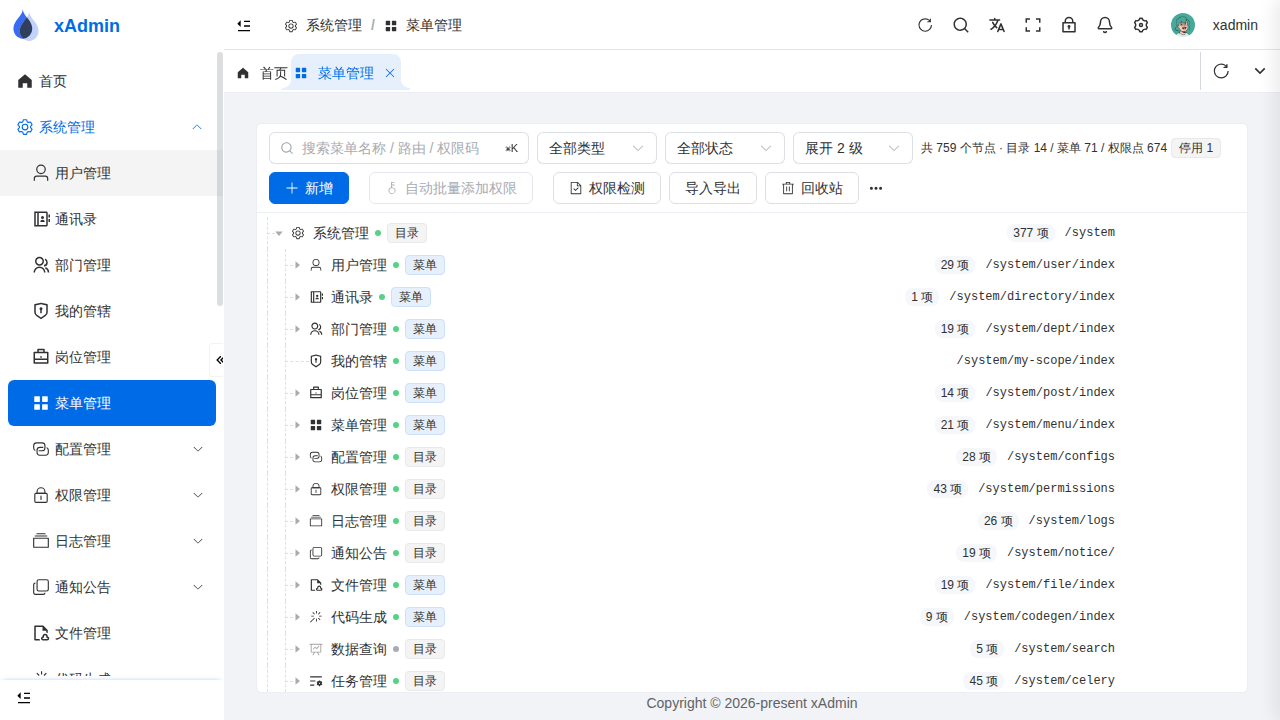 xAdmin
系统管理 / 菜单管理
xadmin
首页
菜单管理
首页
系统管理
用户管理
通讯录
部门管理
我的管辖
岗位管理
菜单管理
配置管理
权限管理
日志管理
通知公告
文件管理
搜索菜单名称 / 路由 / 权限码 ⌘K
全部类型
全部状态
展开 2 级
共 759 个节点 · 目录 14 / 菜单 71 / 权限点 674 停用 1
新增
自动批量添加权限
权限检测
导入导出
回收站
系统管理 目录 377 项 /system
用户管理 菜单 29 项 /system/user/index
通讯录 菜单 1 项 /system/directory/index
部门管理 菜单 19 项 /system/dept/index
我的管辖 菜单 /system/my-scope/index
岗位管理 菜单 14 项 /system/post/index
菜单管理 菜单 21 项 /system/menu/index
配置管理 目录 28 项 /system/configs
权限管理 目录 43 项 /system/permissions
日志管理 目录 26 项 /system/logs
通知公告 目录 19 项 /system/notice/
文件管理 菜单 19 项 /system/file/index
代码生成 菜单 9 项 /system/codegen/index
数据查询 目录 5 项 /system/search
任务管理 目录 45 项 /system/celery
Copyright © 2026-present xAdmin